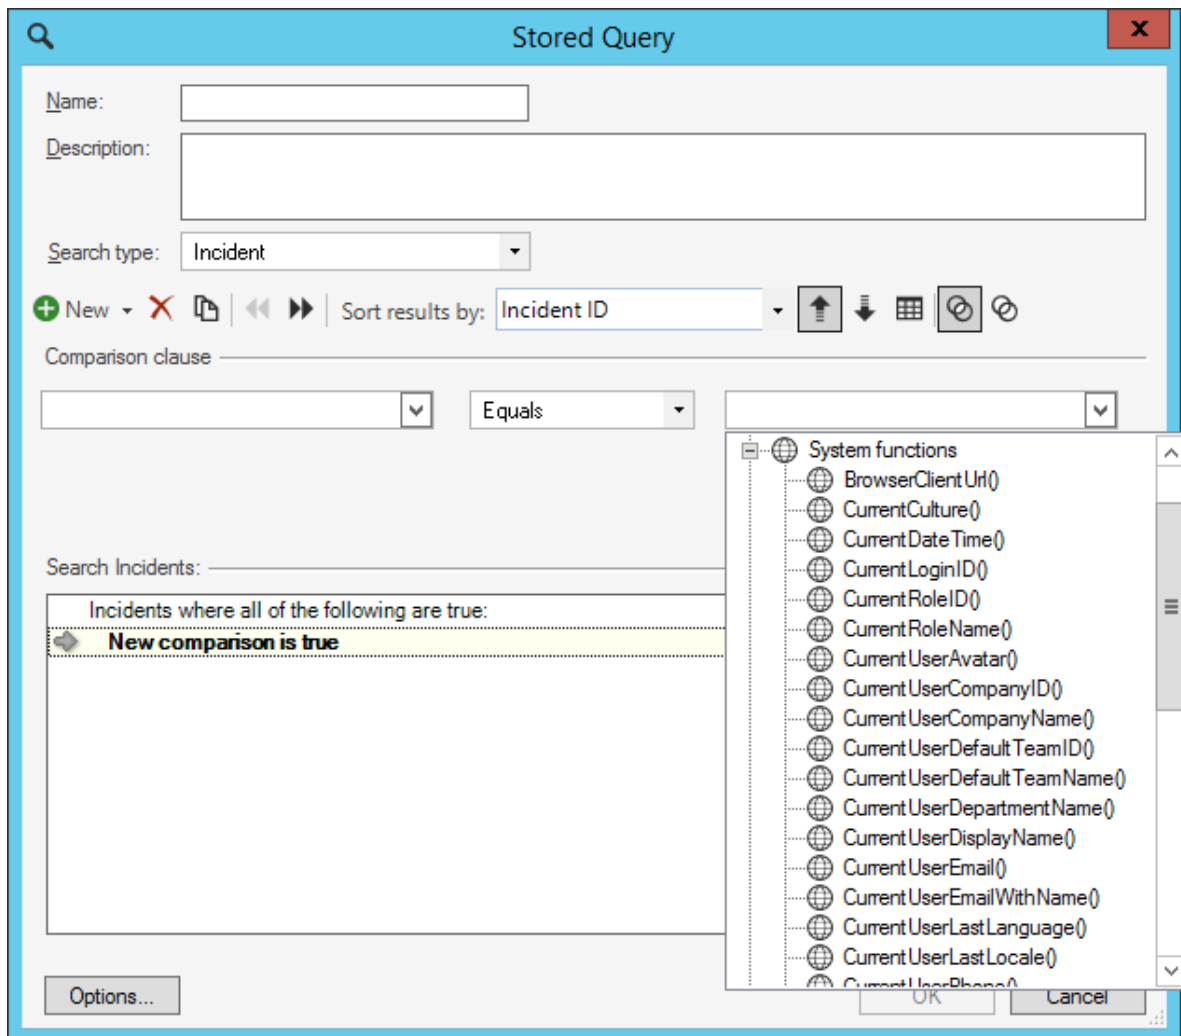 Stored Query
x
Name:
Description:
Search type: Incident
New Sort results by: Incident ID
Comparison clause
Equals
System functions
BrowserClientUrl()
CurrentCulture()
CurrentDateTime()
CurrentLoginID()
CurrentRoleID()
CurrentRoleName()
CurrentUserAvatar()
CurrentUserCompanyID()
CurrentUserCompanyName()
CurrentUserDefaultTeamID()
CurrentUserDefaultTeamName()
CurrentUserDepartmentName()
CurrentUserDisplayName()
CurrentUserEmail()
CurrentUserEmailWithName()
CurrentUserLastLanguage()
CurrentUserLastLocale()
CurrentUserPhone()
Search Incidents:
Incidents where all of the following are true:
New comparison is true
Options... OK Cancel